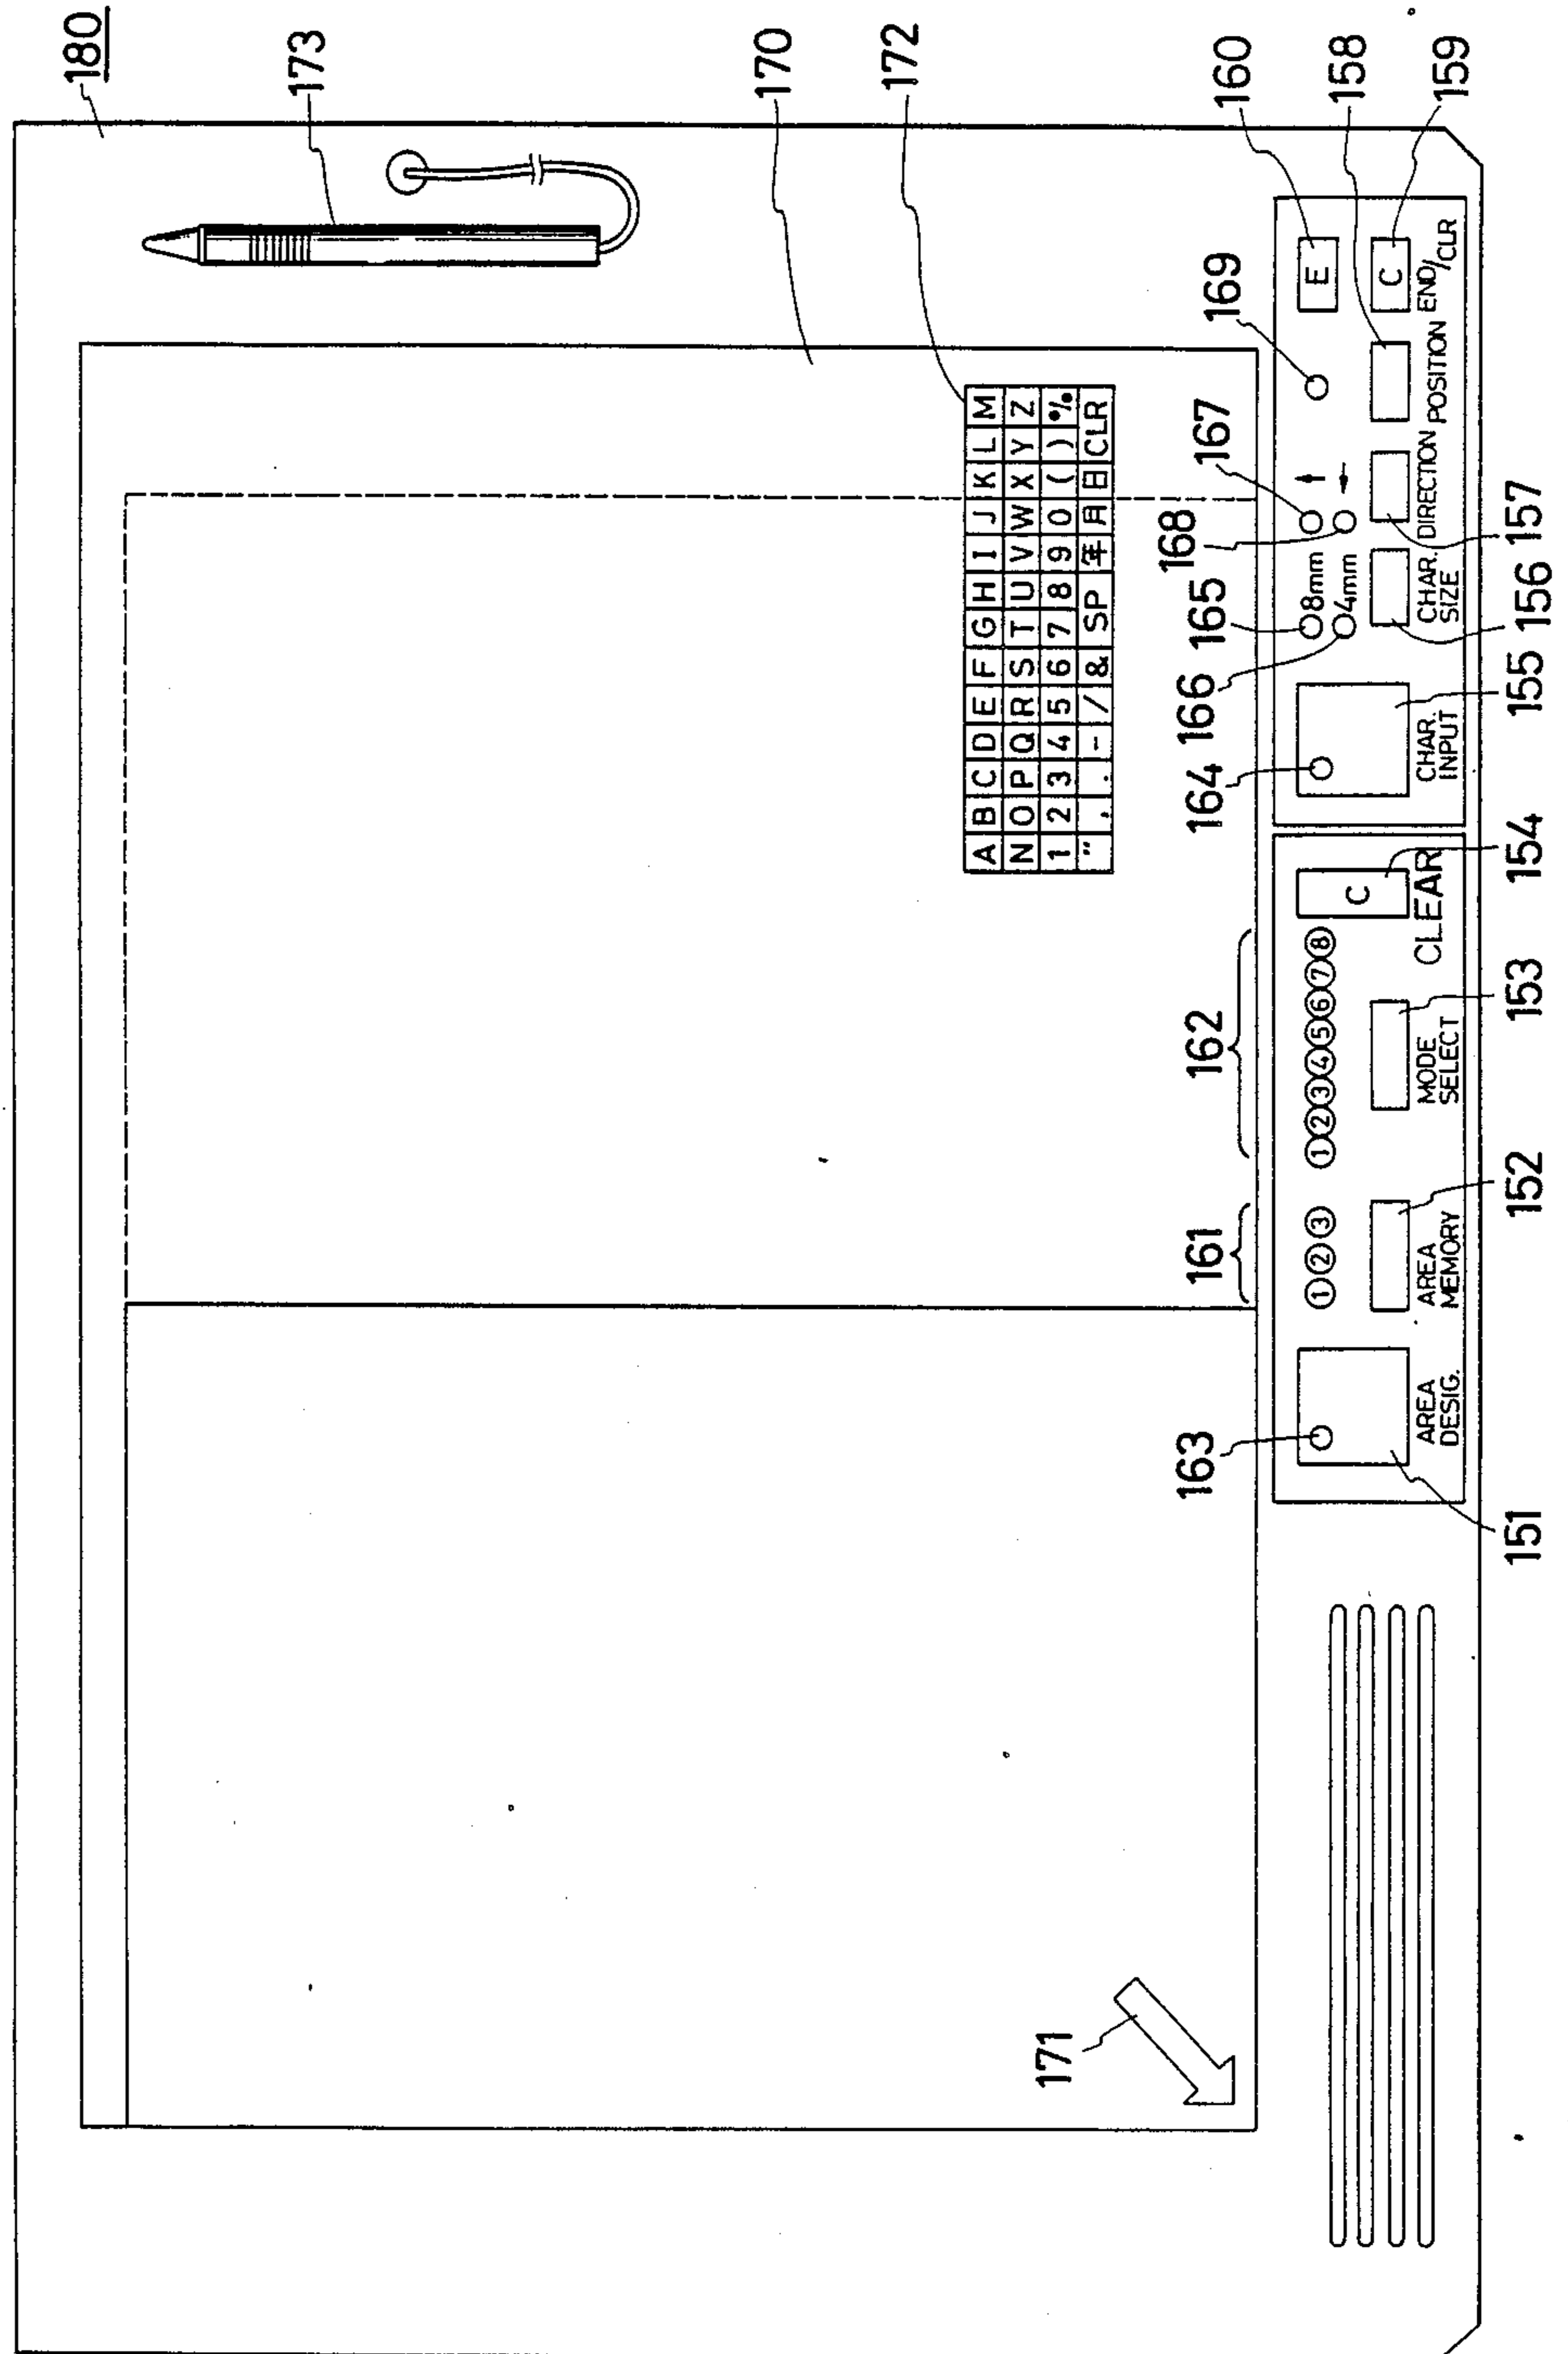 180
173
170
172
A B C D E F G H I J K L M
N O P Q R S T U V W X Y Z
1 2 3 4 5 6 7 8 9 0 ( ) %
" , . - / & SP 年 月 日 CLR
171
163 161 162 164 166 165 168 167 169 160
① ② ③ ①②③④⑤⑥⑦⑧ C 8mm ↑ E
4mm ← C
158
AREA DESIG.
AREA MEMORY
MODE SELECT
CLEAR
CHAR. INPUT
CHAR. SIZE
DIRECTION
POSITION
END/CLR
159
151 152 153 154 155 156 157